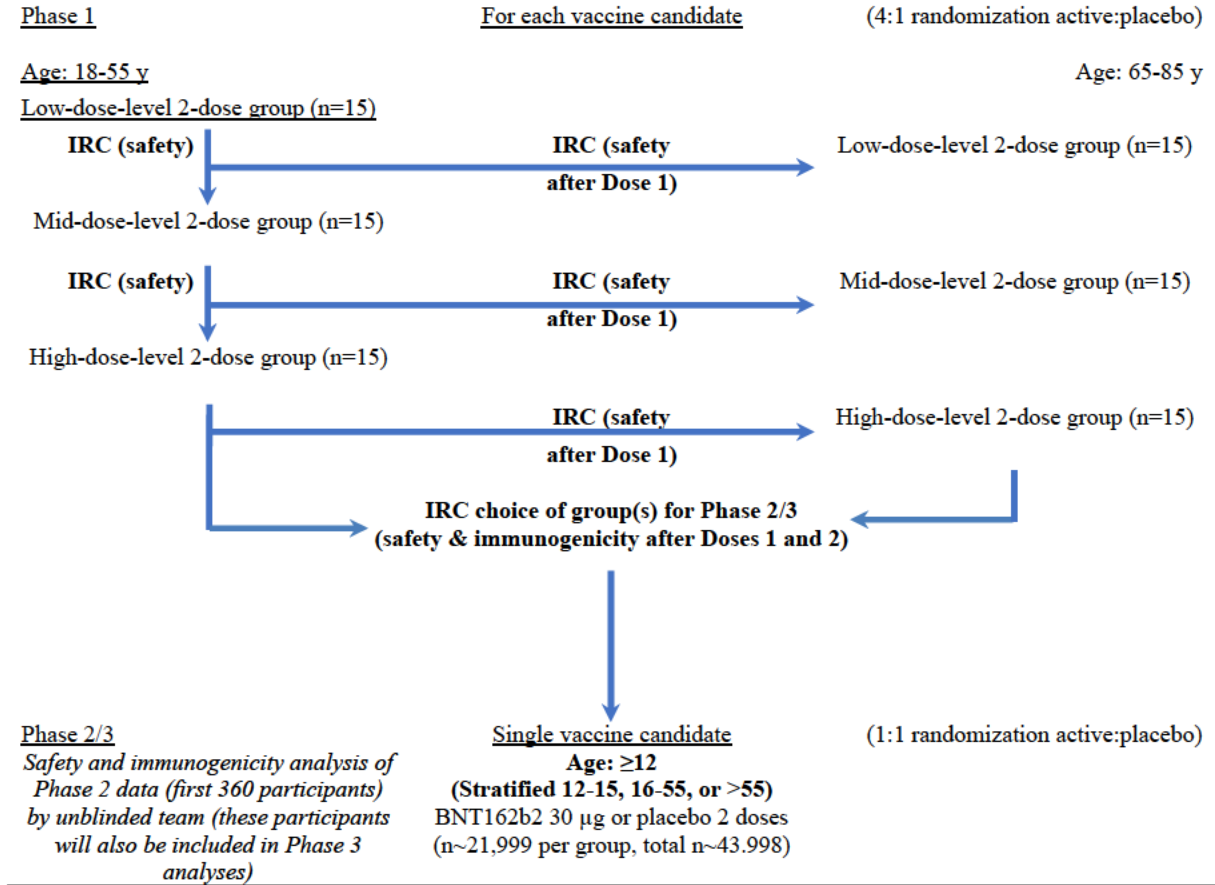 Phase 1 For each vaccine candidate (4:1 randomization active:placebo)
Age: 18-55 y Age: 65-85 y
Low-dose-level 2-dose group (n=15)
IRC (safety) IRC (safety Low-dose-level 2-dose group (n=15)
after Dose 1)
Mid-dose-level 2-dose group (n=15)
IRC (safety) IRC (safety Mid-dose-level 2-dose group (n=15)
after Dose 1)
High-dose-level 2-dose group (n=15)
IRC (safety High-dose-level 2-dose group (n=15)
after Dose 1)
IRC choice of group(s) for Phase 2/3
(safety & immunogenicity after Doses 1 and 2)
Phase 2/3 Single vaccine candidate (1:1 randomization active:placebo)
Safety and immunogenicity analysis of Age: ≥12
Phase 2 data (first 360 participants) (Stratified 12-15, 16-55, or >55)
by unblinded team (these participants BNT162b2 30 µg or placebo 2 doses
will also be included in Phase 3 (n~21,999 per group, total n~43.998)
analyses)